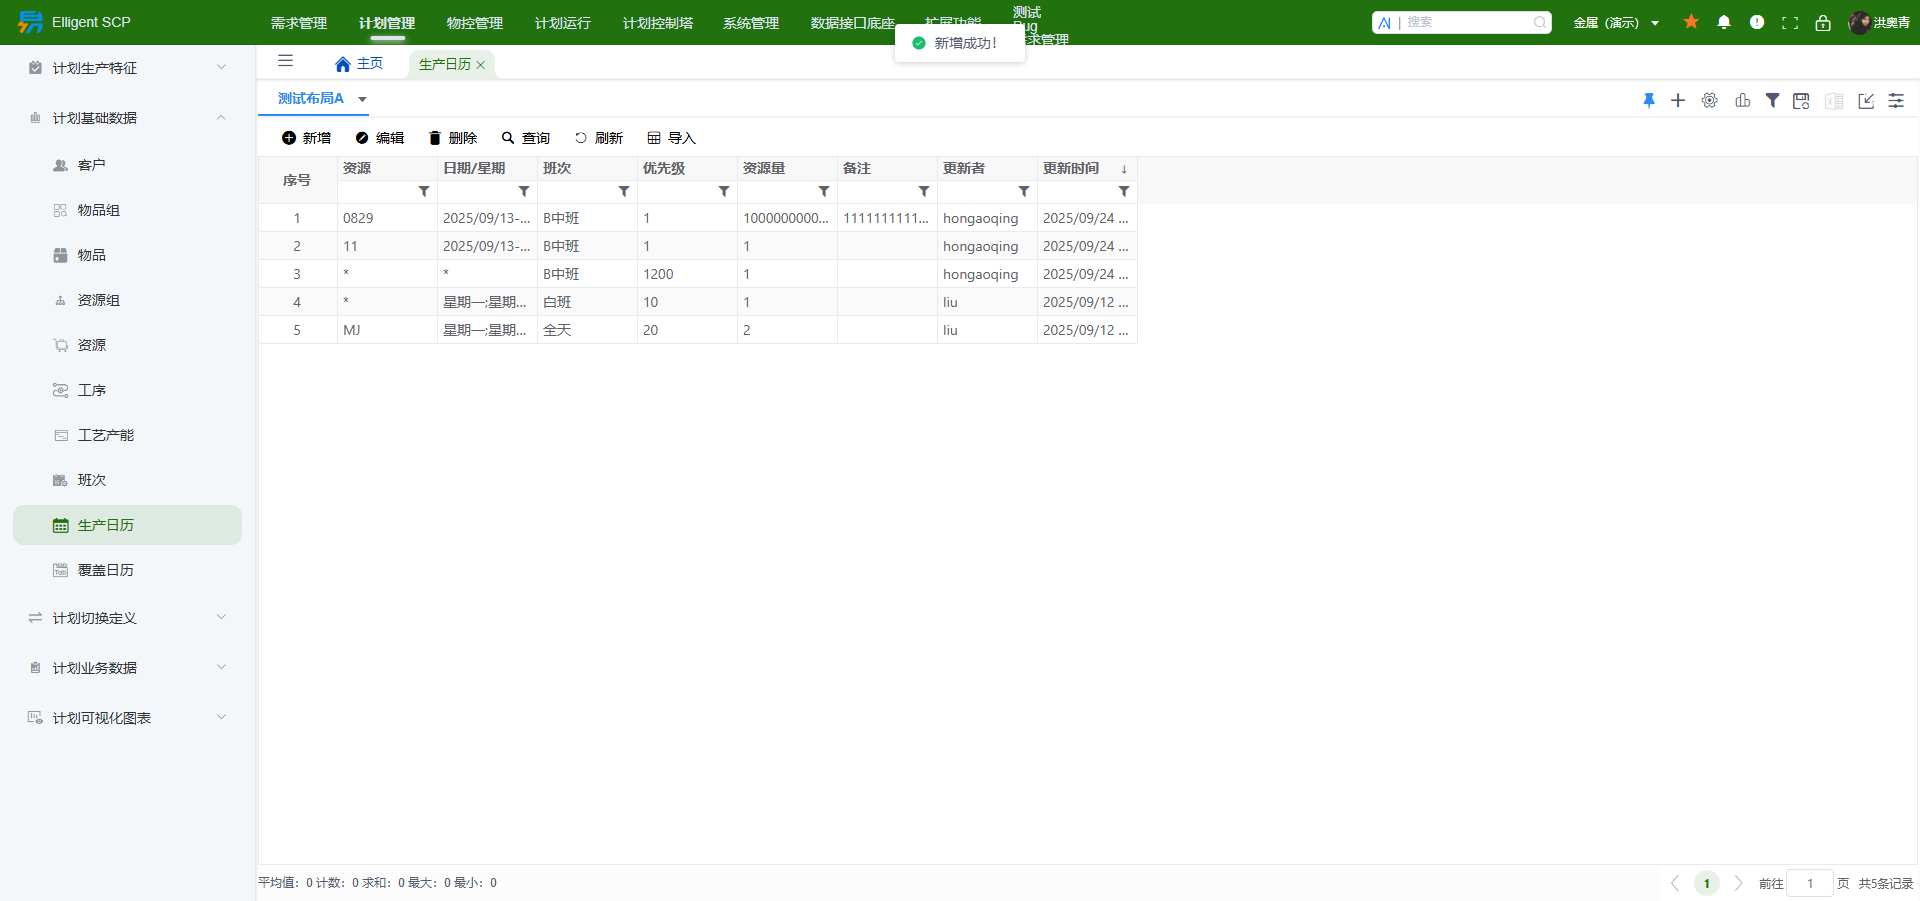 Elligent SCP
需求管理 计划管理 物控管理 计划运行 计划控制塔 系统管理 数据接口底座 扩展功能 测试
Bug
需求管理
新增成功！
AI | 搜索
金属（演示）
洪奥青
计划生产特征
计划基础数据
客户
物品组
物品
资源组
资源
工序
工艺产能
班次
生产日历
覆盖日历
计划切换定义
计划业务数据
计划可视化图表
主页 生产日历
测试布局A
新增 编辑 删除 查询 刷新 导入
序号 资源 日期/星期 班次 优先级 资源量 备注 更新者 更新时间 ↓
1 0829 2025/09/13-... B中班 1 1000000000... 1111111111... hongaoqing 2025/09/24 ...
2 11 2025/09/13-... B中班 1 1 hongaoqing 2025/09/24 ...
3 * * B中班 1200 1 hongaoqing 2025/09/24 ...
4 * 星期一;星期... 白班 10 1 liu 2025/09/12 ...
5 MJ 星期一;星期... 全天 20 2 liu 2025/09/12 ...
平均值：0 计数：0 求和：0 最大：0 最小：0
1 前往 1 页 共5条记录